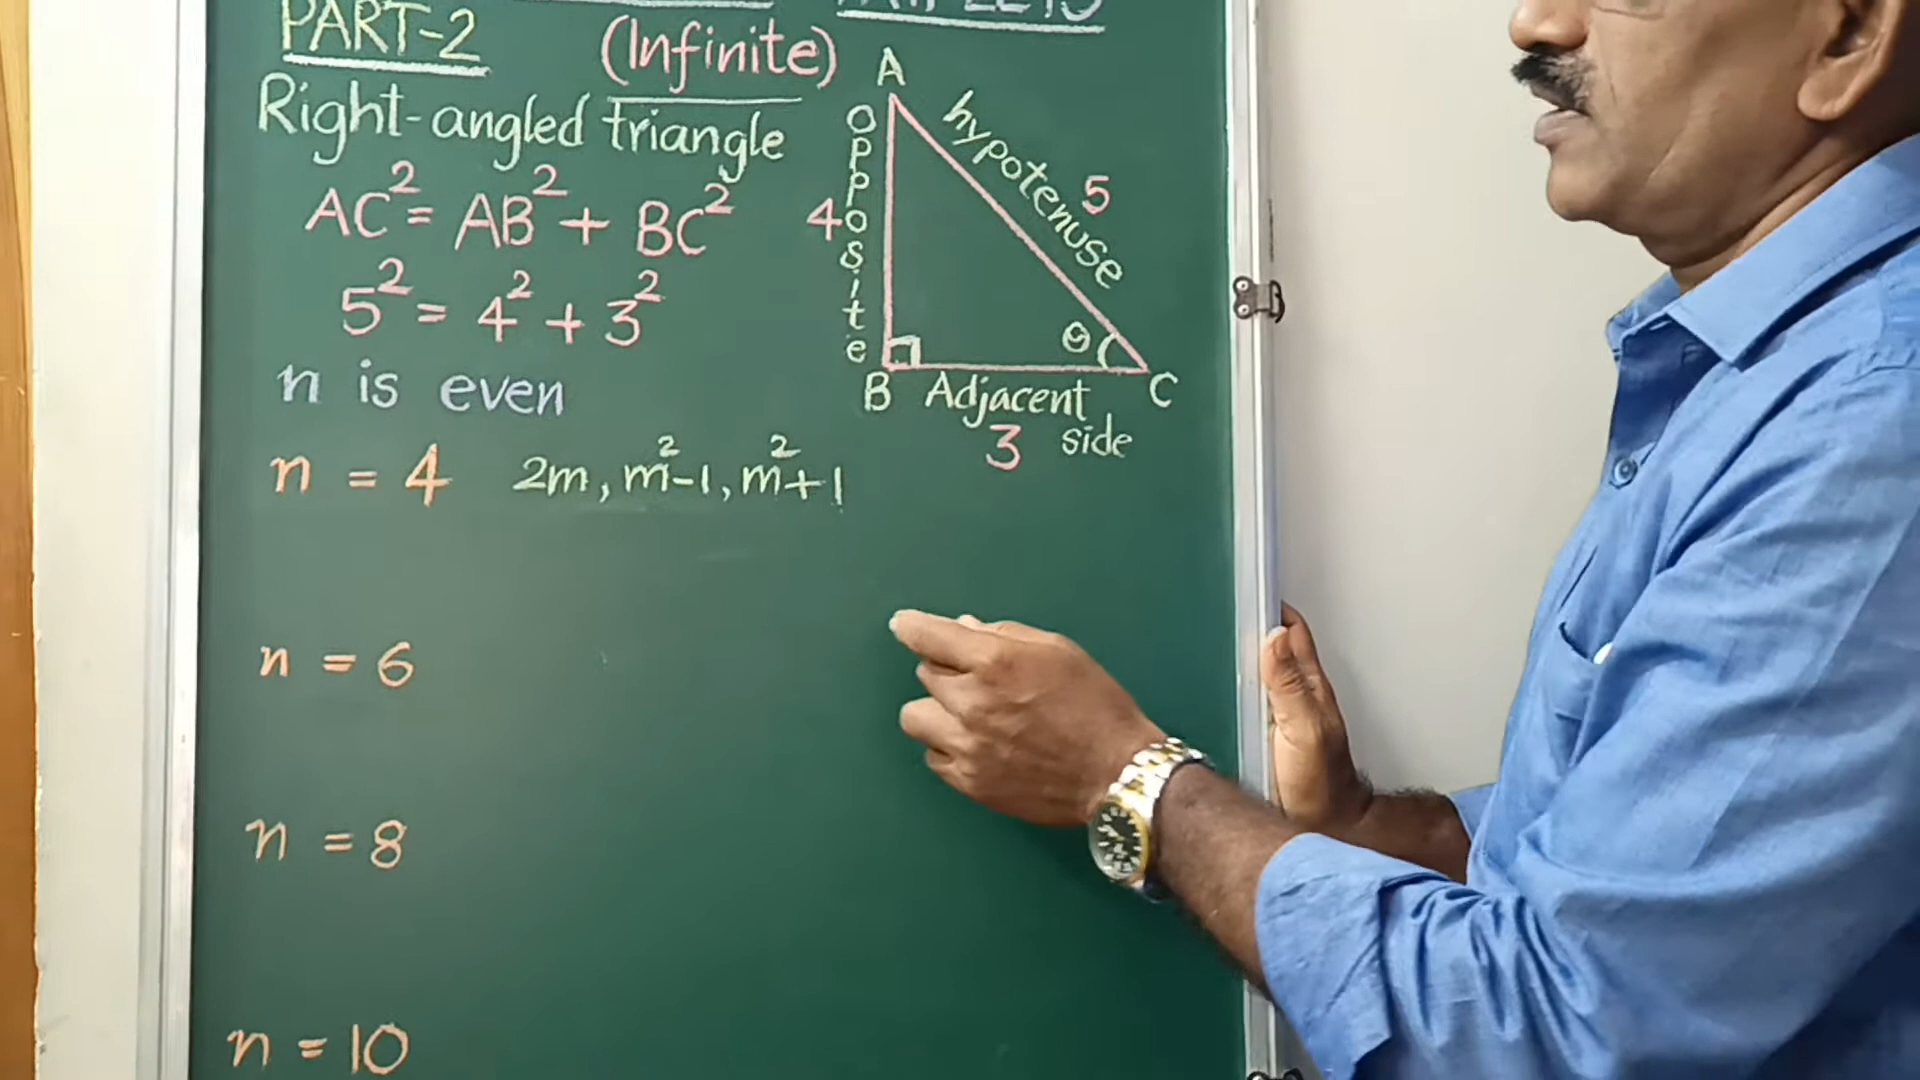 PART-2
(Infinite)
Right-angled triangle
AC² = AB² + BC²
5² = 4² + 3²
n is even
n = 4 2m, m²-1, m²+1
n = 6
n = 8
n = 10
A
opposite
4
hypotenuse
5
θ
B Adjacent C
3 side